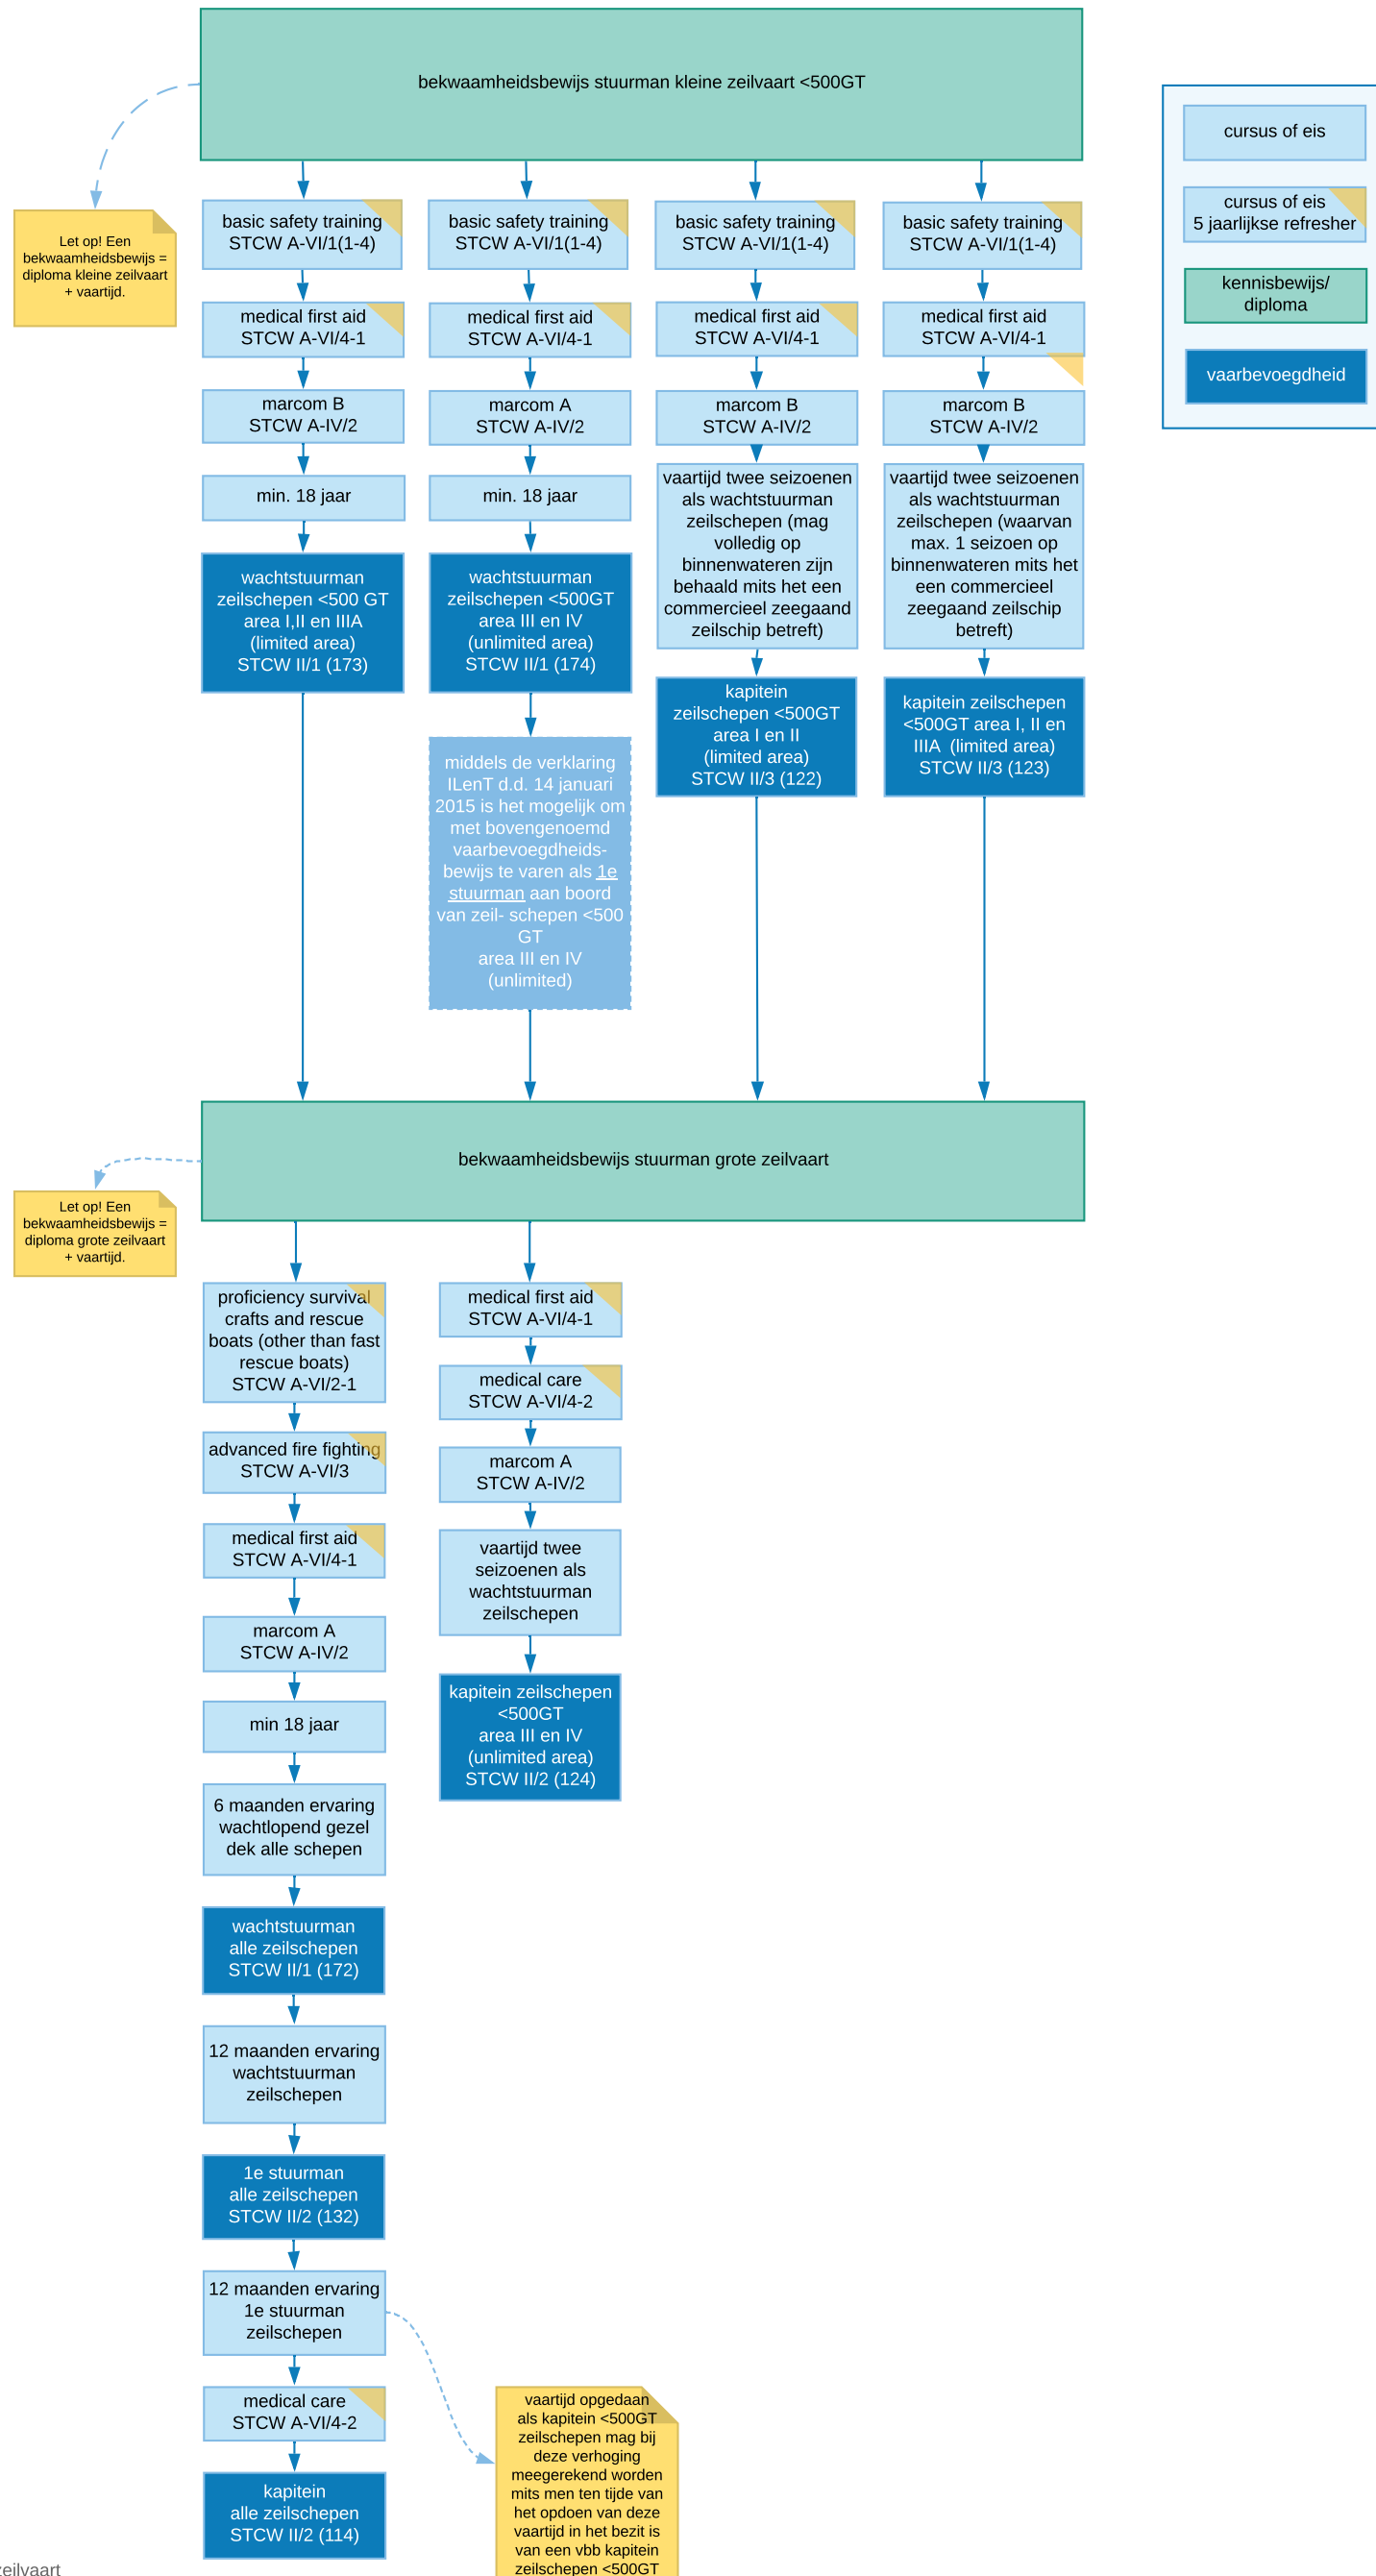 bekwaamheidsbewijs stuurman kleine zeilvaart <500GT
cursus of eis
cursus of eis
5 jaarlijkse refresher
kennisbewijs/
diploma
vaarbevoegdheid
Let op! Een
bekwaamheidsbewijs =
diploma kleine zeilvaart
+ vaartijd.
basic safety training
STCW A-VI/1(1-4)
medical first aid
STCW A-VI/4-1
marcom B
STCW A-IV/2
min. 18 jaar
wachtstuurman
zeilschepen <500 GT
area I,II en IIIA
(limited area)
STCW II/1 (173)
basic safety training
STCW A-VI/1(1-4)
medical first aid
STCW A-VI/4-1
marcom A
STCW A-IV/2
min. 18 jaar
wachtstuurman
zeilschepen <500GT
area III en IV
(unlimited area)
STCW II/1 (174)
middels de verklaring
ILenT d.d. 14 januari
2015 is het mogelijk om
met bovengenoemd
vaarbevoegdheids-
bewijs te varen als 1e
stuurman aan boord
van zeil- schepen <500
GT
area III en IV
(unlimited)
basic safety training
STCW A-VI/1(1-4)
medical first aid
STCW A-VI/4-1
marcom B
STCW A-IV/2
vaartijd twee seizoenen
als wachtstuurman
zeilschepen (mag
volledig op
binnenwateren zijn
behaald mits het een
commercieel zeegaand
zeilschip betreft)
kapitein
zeilschepen <500GT
area I en II
(limited area)
STCW II/3 (122)
basic safety training
STCW A-VI/1(1-4)
medical first aid
STCW A-VI/4-1
marcom B
STCW A-IV/2
vaartijd twee seizoenen
als wachtstuurman
zeilschepen (waarvan
max. 1 seizoen op
binnenwateren mits het
een commercieel
zeegaand zeilschip
betreft)
kapitein zeilschepen
<500GT area I, II en
IIIA (limited area)
STCW II/3 (123)
bekwaamheidsbewijs stuurman grote zeilvaart
Let op! Een
bekwaamheidsbewijs =
diploma grote zeilvaart
+ vaartijd.
proficiency survival
crafts and rescue
boats (other than fast
rescue boats)
STCW A-VI/2-1
advanced fire fighting
STCW A-VI/3
medical first aid
STCW A-VI/4-1
marcom A
STCW A-IV/2
min 18 jaar
6 maanden ervaring
wachtlopend gezel
dek alle schepen
wachtstuurman
alle zeilschepen
STCW II/1 (172)
12 maanden ervaring
wachtstuurman
zeilschepen
1e stuurman
alle zeilschepen
STCW II/2 (132)
12 maanden ervaring
1e stuurman
zeilschepen
medical care
STCW A-VI/4-2
kapitein
alle zeilschepen
STCW II/2 (114)
medical first aid
STCW A-VI/4-1
medical care
STCW A-VI/4-2
marcom A
STCW A-IV/2
vaartijd twee
seizoenen als
wachtstuurman
zeilschepen
kapitein zeilschepen
<500GT
area III en IV
(unlimited area)
STCW II/2 (124)
vaartijd opgedaan
als kapitein <500GT
zeilschepen mag bij
deze verhoging
meegerekend worden
mits men ten tijde van
het opdoen van deze
vaartijd in het bezit is
van een vbb kapitein
zeilschepen <500GT
zeilvaart